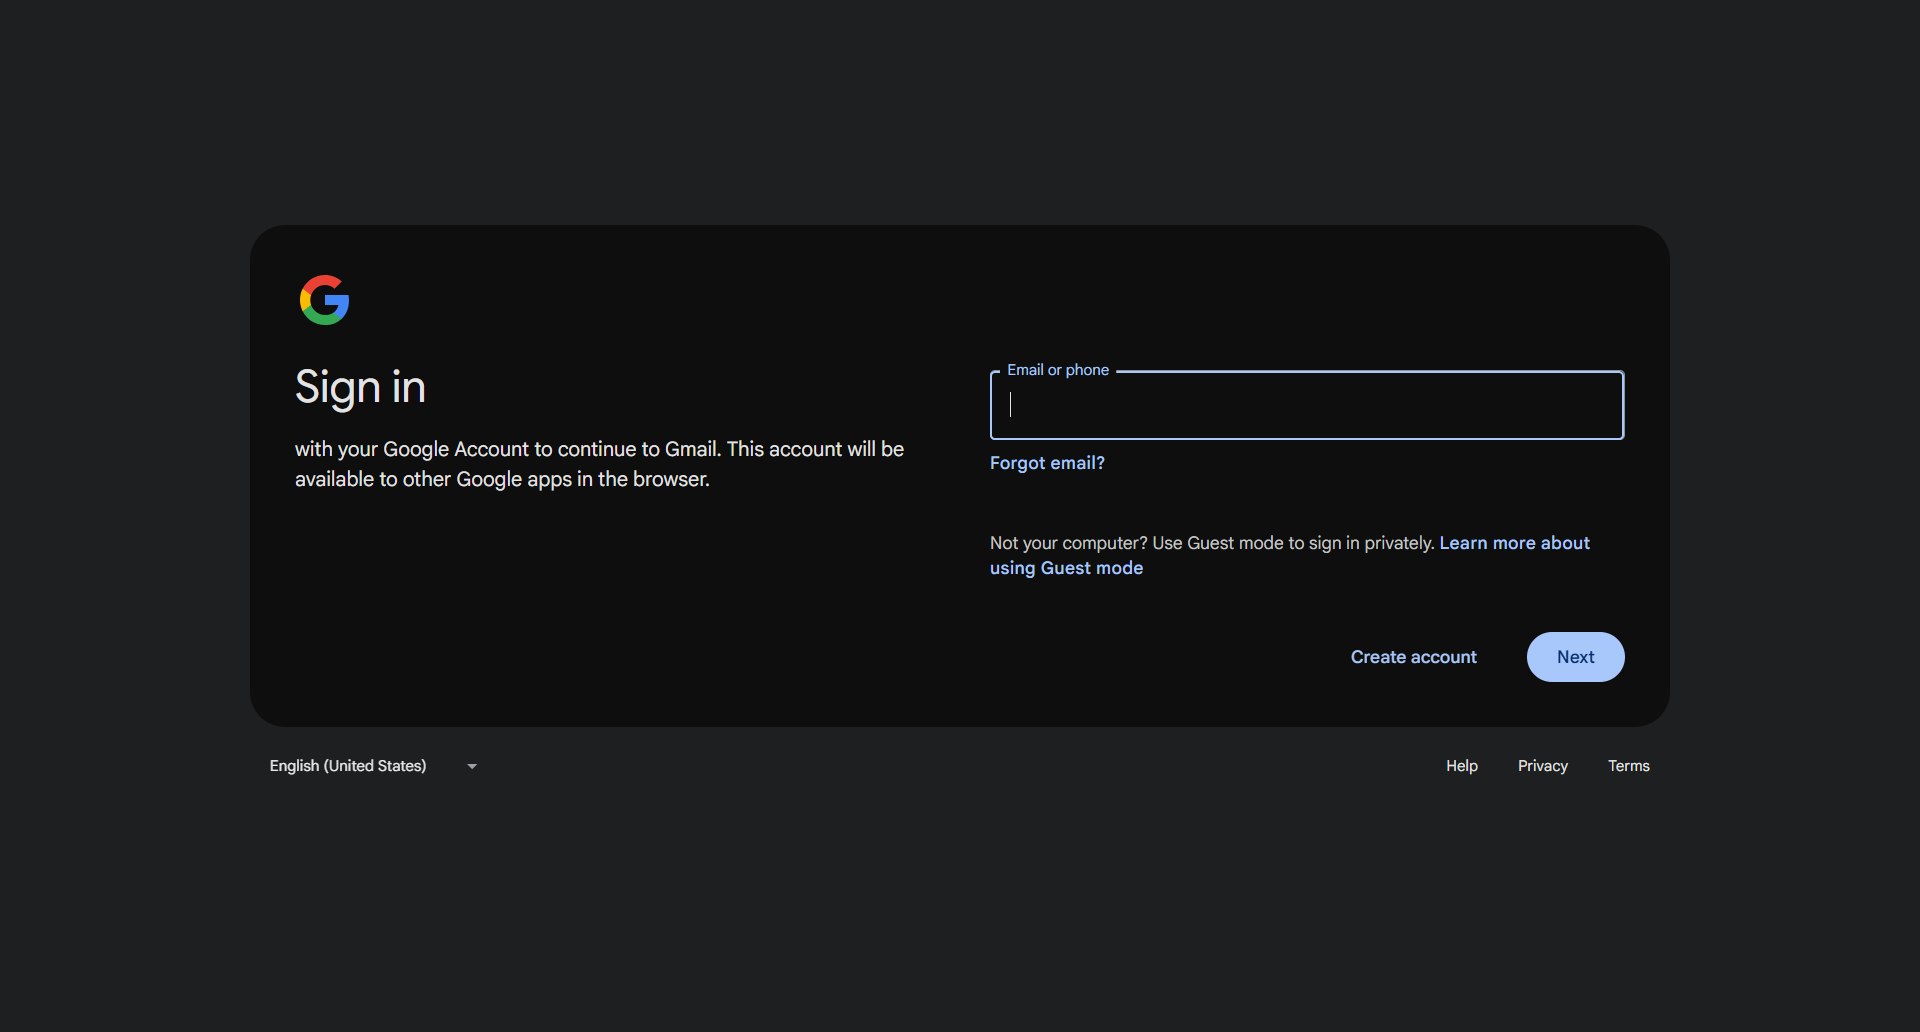 Sign in
with your Google Account to continue to Gmail. This account will be
available to other Google apps in the browser.
Email or phone
Forgot email?
Not your computer? Use Guest mode to sign in privately. Learn more about
using Guest mode
Create account
Next
English (United States)
Help
Privacy
Terms